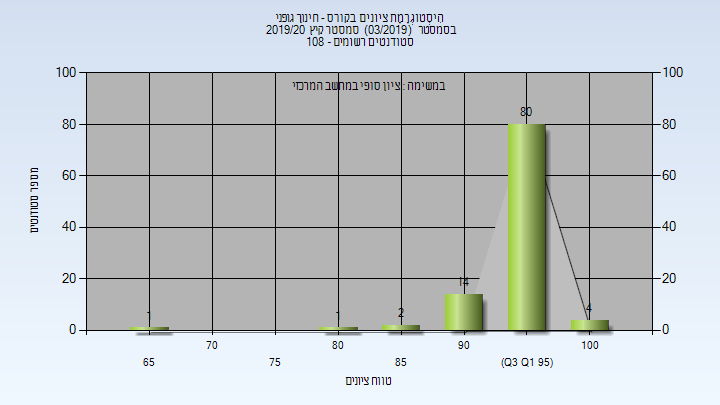 היסטוגרמת ציונים בקורס - חינוך גופני
בסמסטר (03/2019) סמסטר קיץ 2019/20
סטודנטים רשומים - 108
במשימה : ציון סופי במחשב המרכזי
100 100
80 80
60 60
40 40
20 20
0 0
מספר סטודנטים
1 1 2 14 80 4
70 80 90 100
65 75 85 (Q3 Q1 95)
טווח ציונים